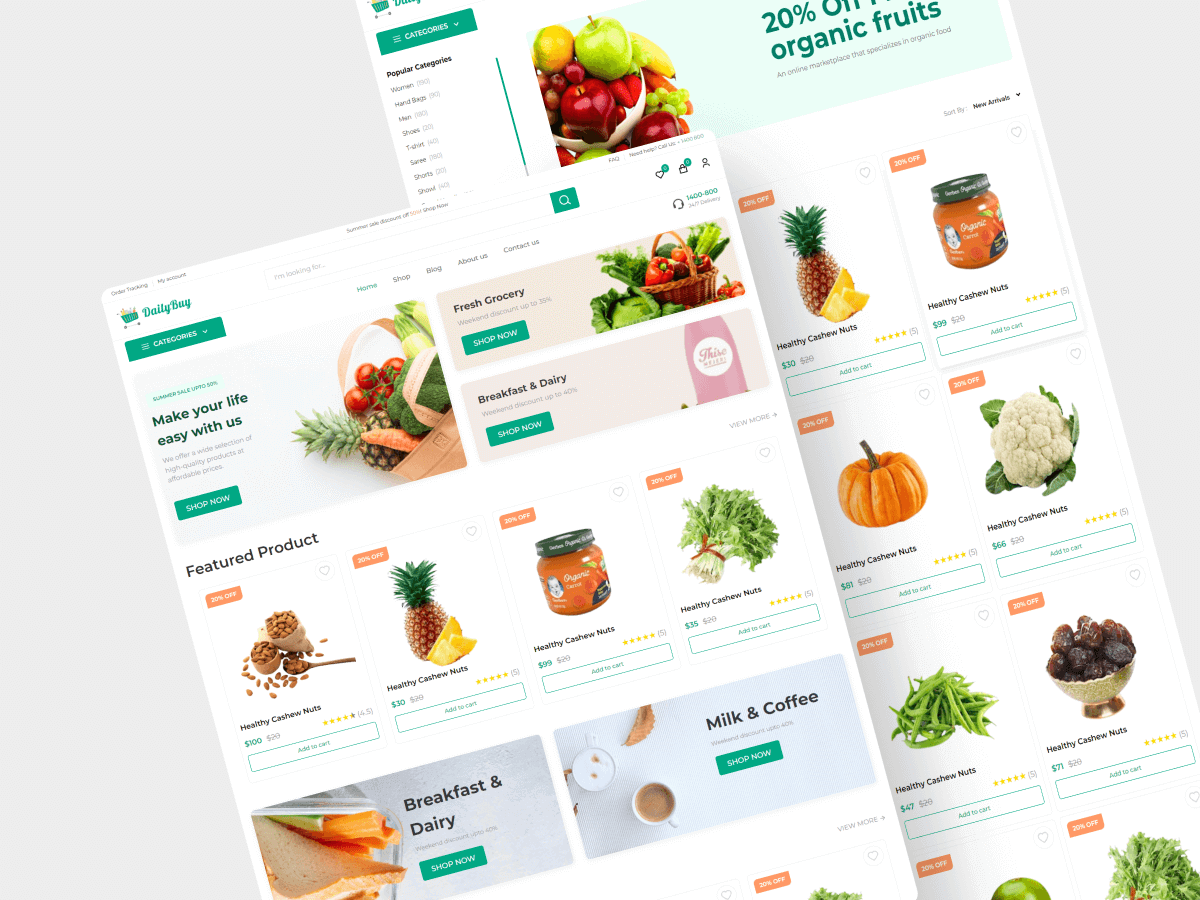 DailyBuy
CATEGORIES
Popular Categories
Women (190)
Hand Bags (90)
Men (180)
Shoes (20)
T-shirt (40)
Saree (180)
Shorts (20)
Showl (40)
20% Off
organic fruits
An online marketplace that specializes in organic food
Sort By : New Arrivals
20% OFF
Healthy Cashew Nuts
$30 $20
(5)
Add to cart
20% OFF
Organic
Carrot
Healthy Cashew Nuts
$99 $20
(5)
Add to cart
20% OFF
Healthy Cashew Nuts
$81 $20
(5)
Add to cart
20% OFF
Healthy Cashew Nuts
$66 $20
(5)
Add to cart
20% OFF
Healthy Cashew Nuts
$47 $20
(5)
Add to cart
20% OFF
Healthy Cashew Nuts
$71 $20
(5)
Add to cart
20% OFF
20% OFF
Order Tracking My account
Summer sale discount off 50%! Shop Now
FAQ Need help? Call Us: + 1400 800
DailyBuy
I'm looking for...
0 0
CATEGORIES
Home Shop Blog About us Contact us
1400-800
24/7 Delivery
SUMMER SALE UPTO 50%
Make your life
easy with us
We offer a wide selection of
high-quality products at
affordable prices.
SHOP NOW
Fresh Grocery
Weekend discount up to 38%
SHOP NOW
Breakfast & Dairy
Weekend discount up to 40%
SHOP NOW
Featured Product
VIEW MORE →
20% OFF
Healthy Cashew Nuts
$100 $20
(4.5)
Add to cart
20% OFF
Healthy Cashew Nuts
$30 $20
(5)
Add to cart
20% OFF
Organic
Carrot
Healthy Cashew Nuts
$99 $20
(5)
Add to cart
20% OFF
Healthy Cashew Nuts
$35 $20
(5)
Add to cart
Breakfast &
Dairy
Weekend discount upto 40%
SHOP NOW
Milk & Coffee
Weekend discount upto 40%
SHOP NOW
VIEW MORE →
20% OFF